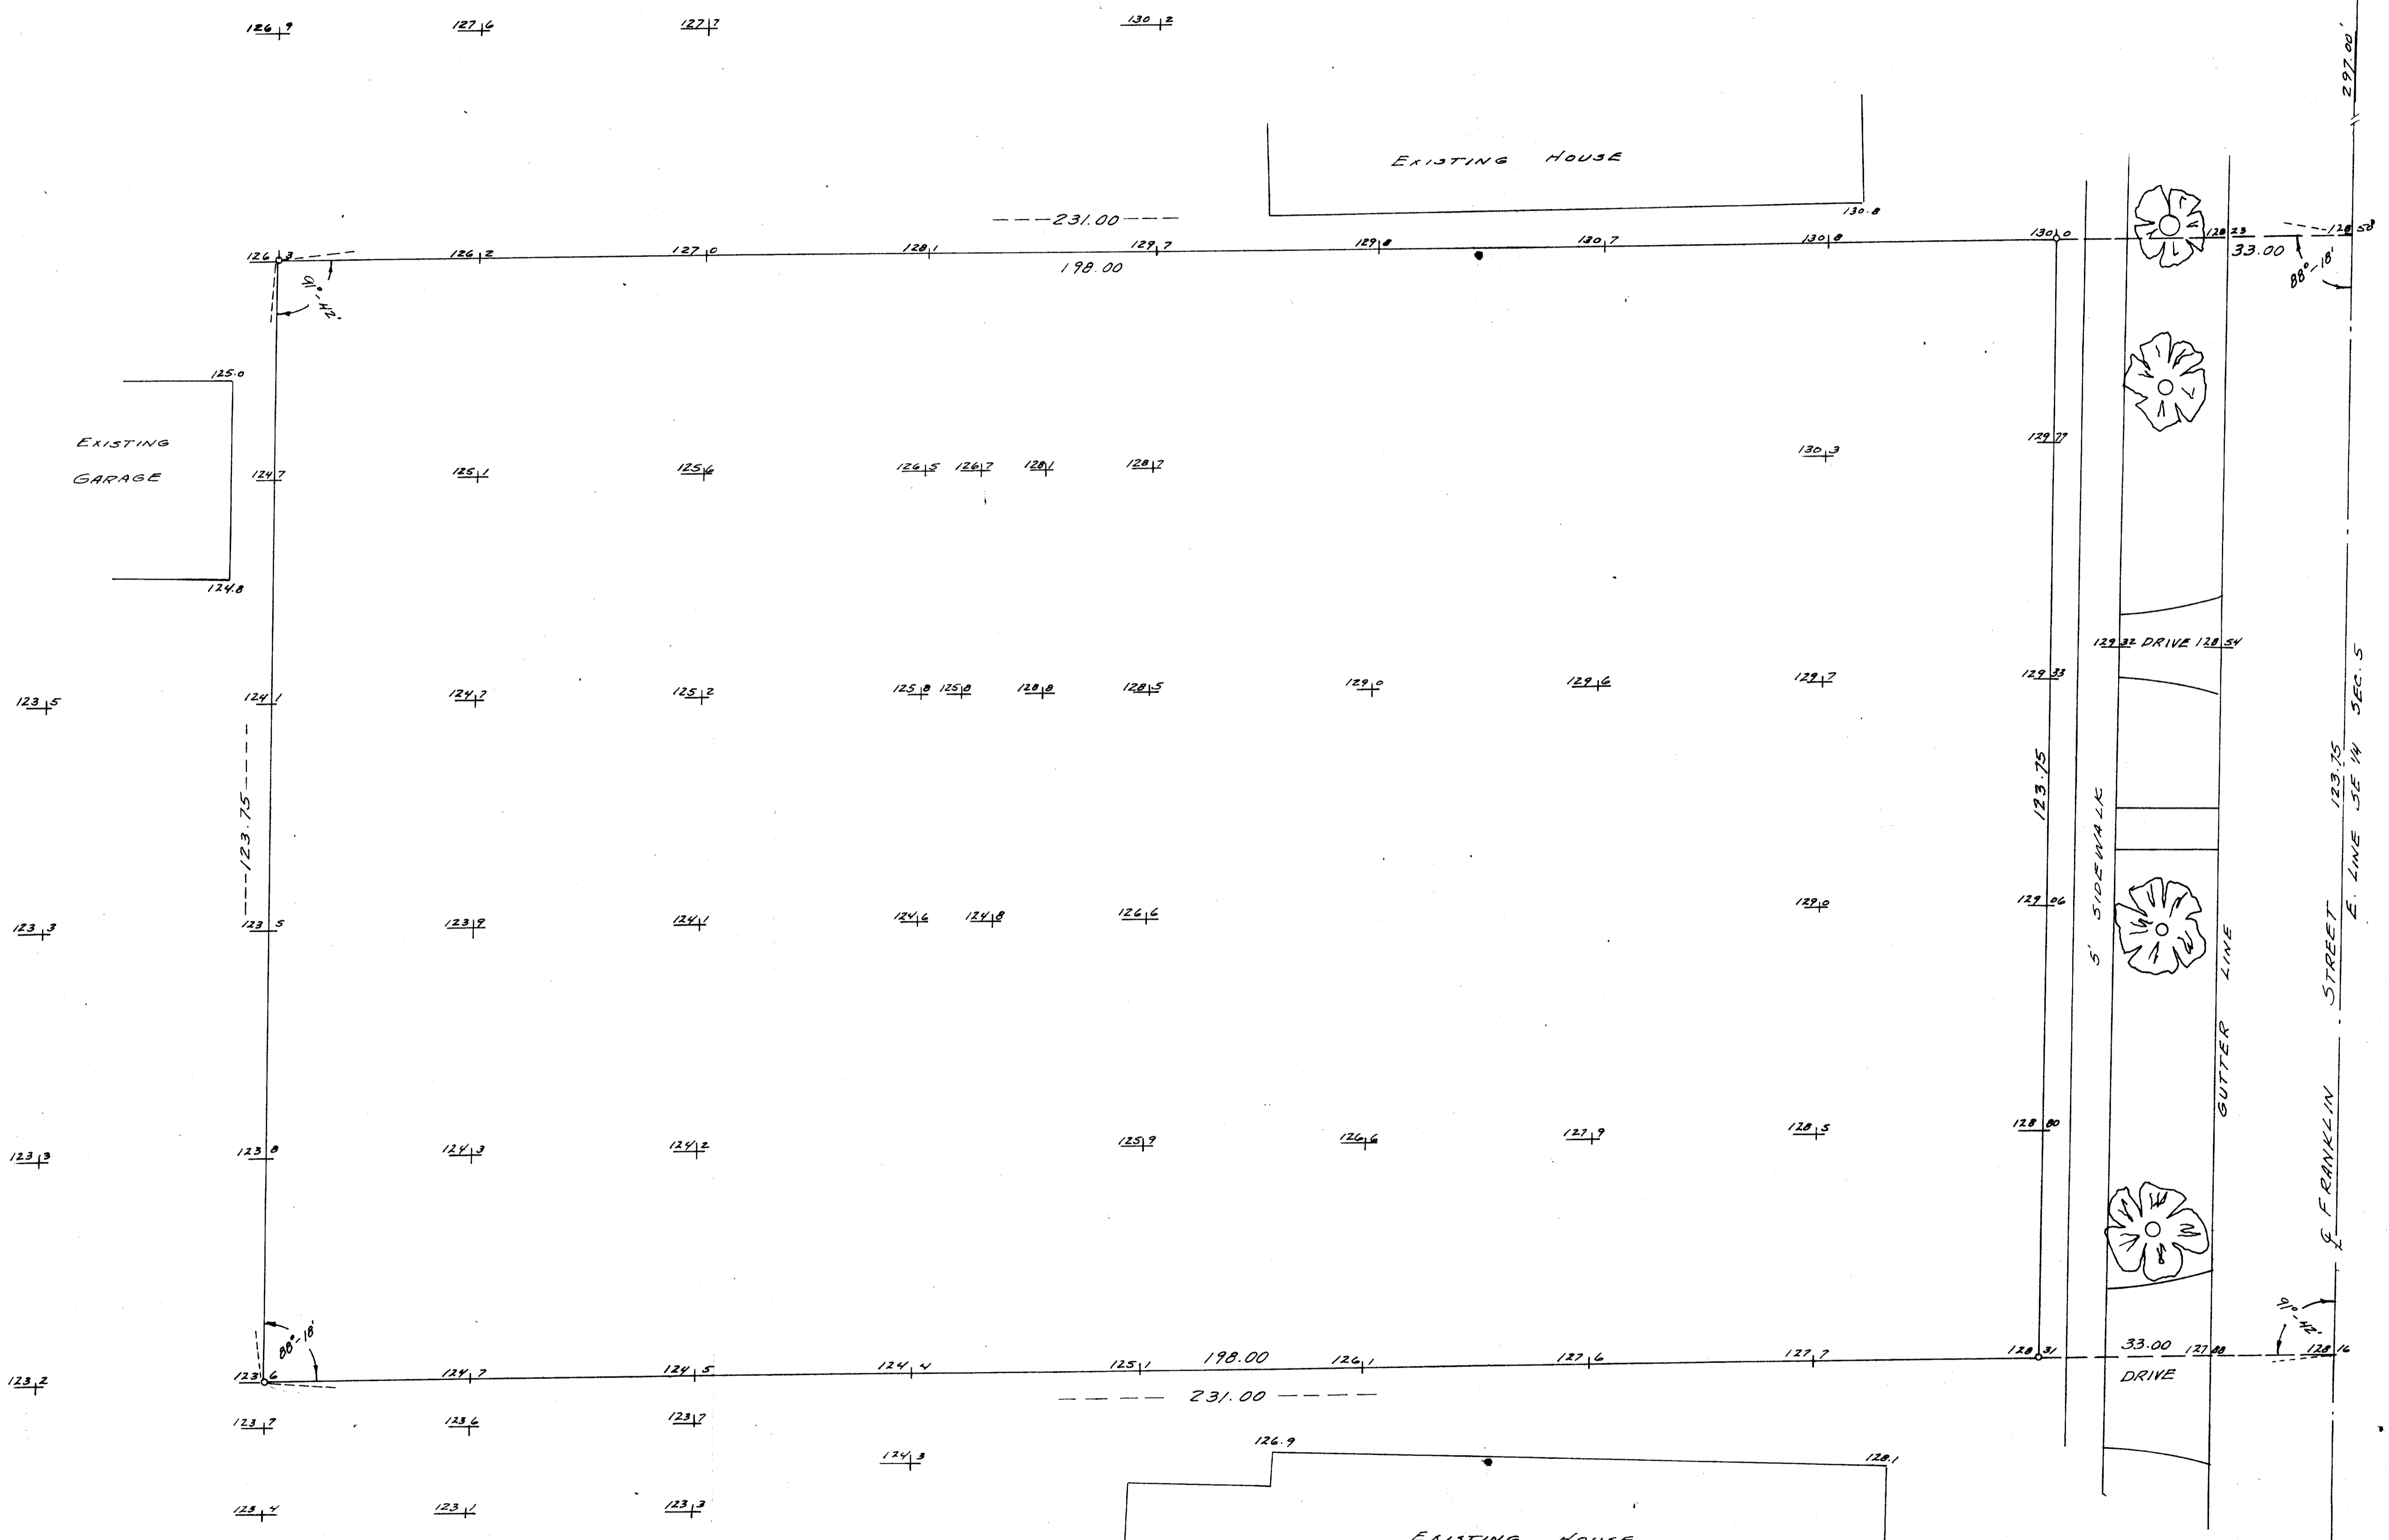 126.9 127.6 127.7 130.2
297.00'
EXISTING HOUSE
130.8
231.00
126.3 126.2 127.0 128.1 129.7 129.8 130.7 130.8 130.0 128.23 128.50
198.00
33.00
91°-42'
88°-18'
125.0
EXISTING
GARAGE
124.8
129.77
124.7 125.1 125.6 126.5 126.7 128.1 128.7 130.3
129.32 DRIVE 128.54
123.5 124.1 124.7 125.2 125.8 125.8 128.8 128.5 129.0 129.6 129.7 129.33
123.75
123.75
5' SIDEWALK
GUTTER LINE
℄ FRANKLIN STREET
123.75
E. LINE SE 1/4 SEC. 5
123.3 123.5 123.9 124.1 124.6 124.8 126.6 129.0 129.06
123.3 123.8 124.3 124.2 125.9 126.6 127.9 128.5 128.80
88°-18'
91°-42'
123.2 123.6 124.7 124.5 124.4 125.1 198.00 126.1 127.6 127.7 128.31 33.00 127.88 128.16
DRIVE
231.00
123.7 123.6 123.7
124.3 126.9 128.1
123.4 123.1 123.3
EXISTING HOUSE